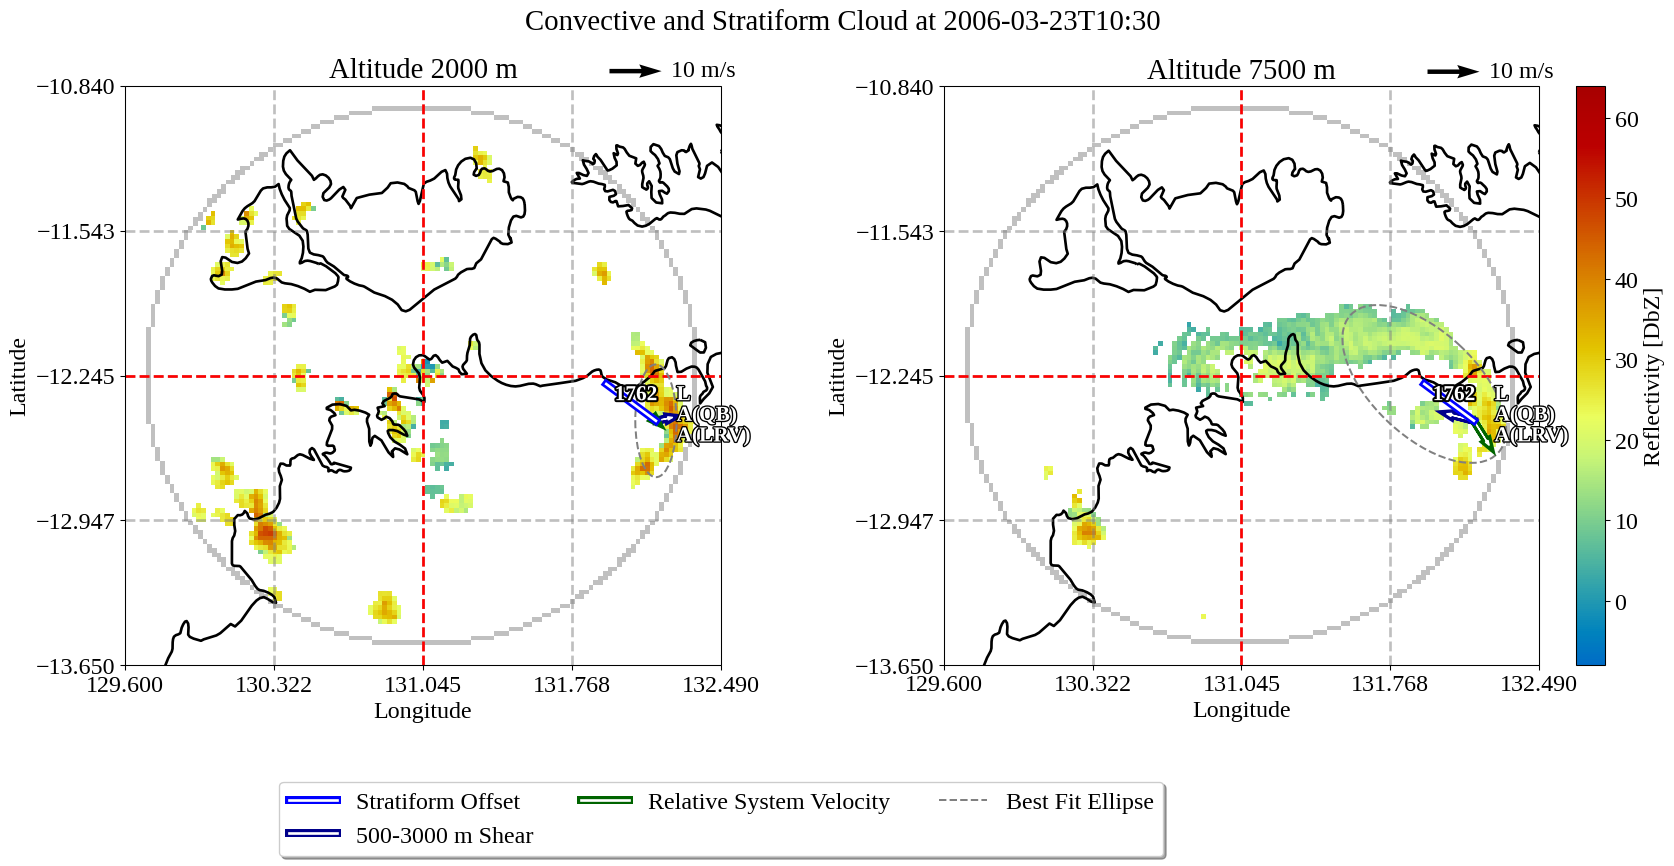 Convective and Stratiform Cloud at 2006-03-23T10:30
Altitude 2000 m
10 m/s
Altitude 7500 m
10 m/s
−10.840
−11.543
−12.245
−12.947
−13.650
129.600
130.322
131.045
131.768
132.490
Longitude
Latitude
1762
L
A(QB)
A(LRV)
−10.840
−11.543
−12.245
−12.947
−13.650
129.600
130.322
131.045
131.768
132.490
Longitude
Latitude
1762
L
A(QB)
A(LRV)
60
50
40
30
20
10
0
Reflectivity [DbZ]
Stratiform Offset
Relative System Velocity
Best Fit Ellipse
500-3000 m Shear